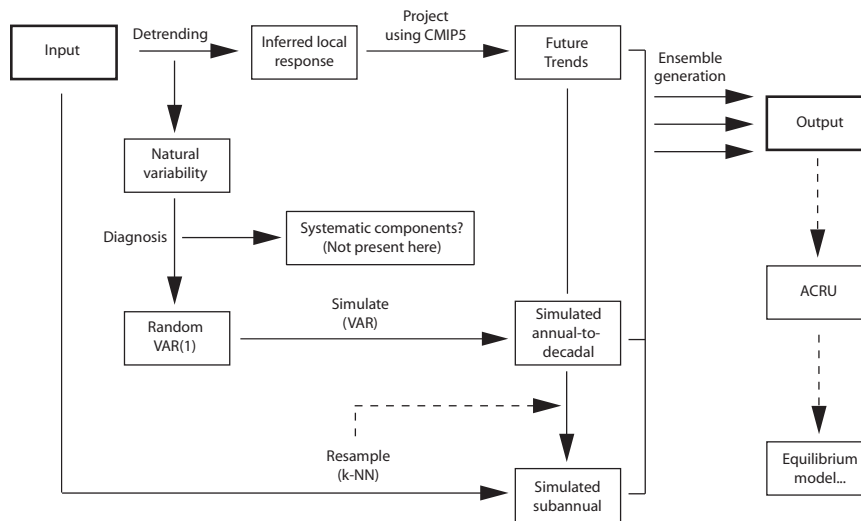 Input
Detrending
Inferred local
response
Project
using CMIP5
Future
Trends
Ensemble
generation
Output
Natural
variability
Diagnosis
Systematic components?
(Not present here)
ACRU
Random
VAR(1)
Simulate
(VAR)
Simulated
annual-to-
decadal
Resample
(k-NN)
Simulated
subannual
Equilibrium
model...